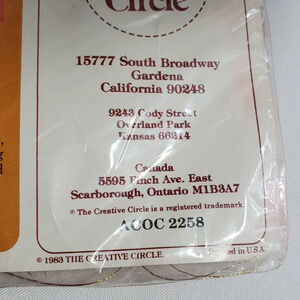 Circle
15777 South Broadway
Gardena
California 90248
9243 Cody Street
Overland Park
Kansas 66214
Canada
5595 Finch Ave. East
Scarborough, Ontario M1B3A7
® The Creative Circle is a registered trademark.
ACOC 2258
© 1983 THE CREATIVE CIRCLE.
Printed in U.S.A.